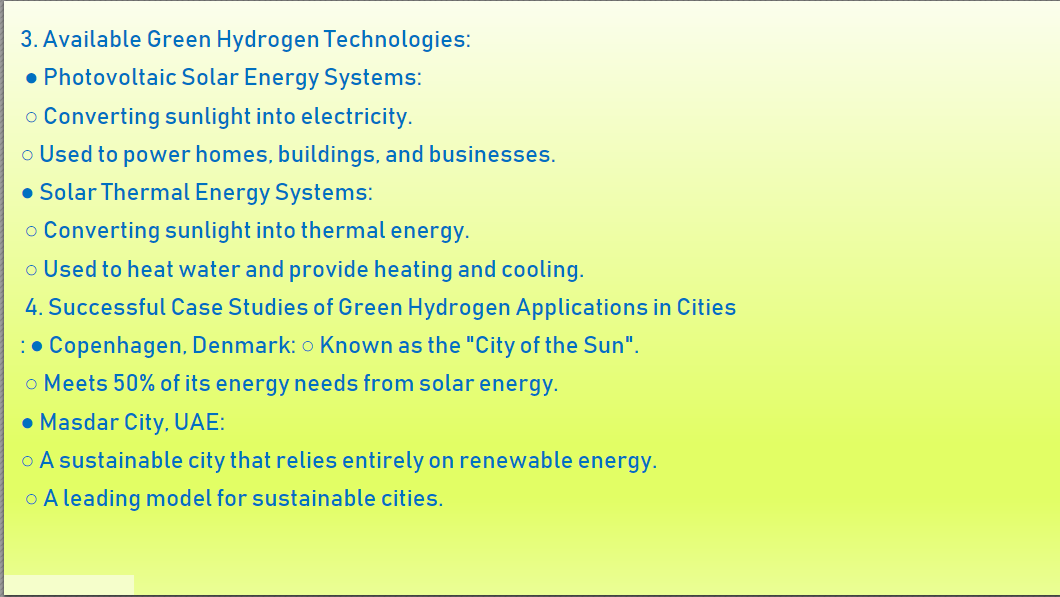 3. Available Green Hydrogen Technologies:
● Photovoltaic Solar Energy Systems:
○ Converting sunlight into electricity.
○ Used to power homes, buildings, and businesses.
● Solar Thermal Energy Systems:
○ Converting sunlight into thermal energy.
○ Used to heat water and provide heating and cooling.
4. Successful Case Studies of Green Hydrogen Applications in Cities
: ● Copenhagen, Denmark: ○ Known as the "City of the Sun".
○ Meets 50% of its energy needs from solar energy.
● Masdar City, UAE:
○ A sustainable city that relies entirely on renewable energy.
○ A leading model for sustainable cities.